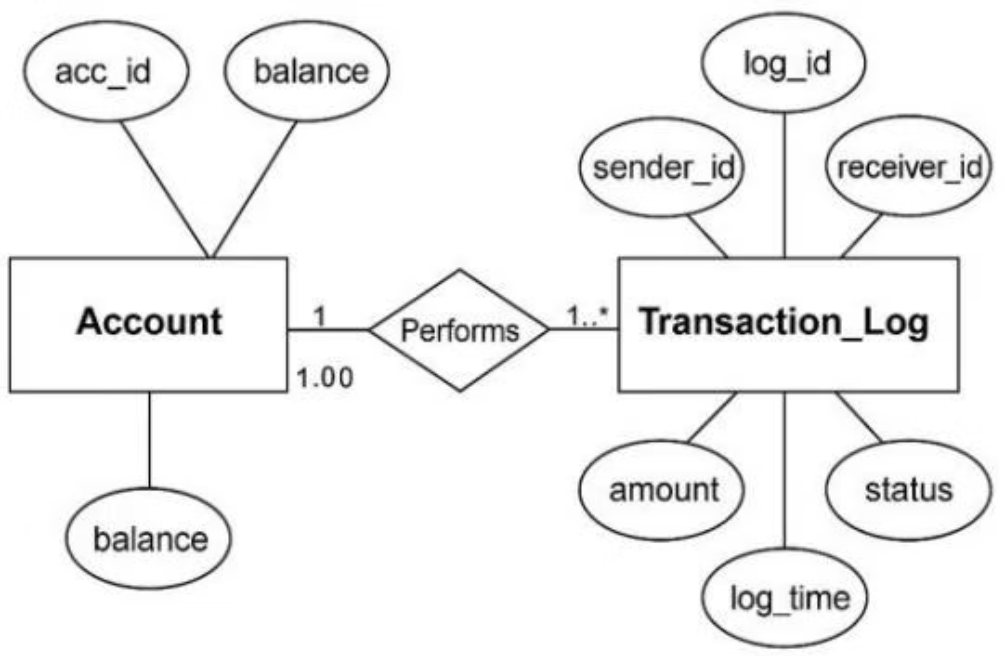 log_id
acc_id
balance
sender_id
receiver_id
Account
1
Performs
1..*
Transaction_Log
1.00
amount
status
balance
log_time